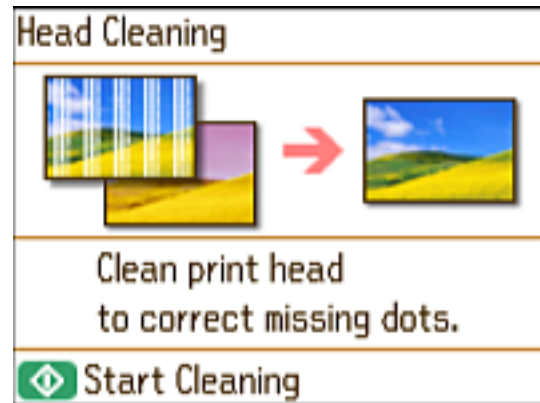 Head Cleaning
Clean print head
to correct missing dots.
Start Cleaning